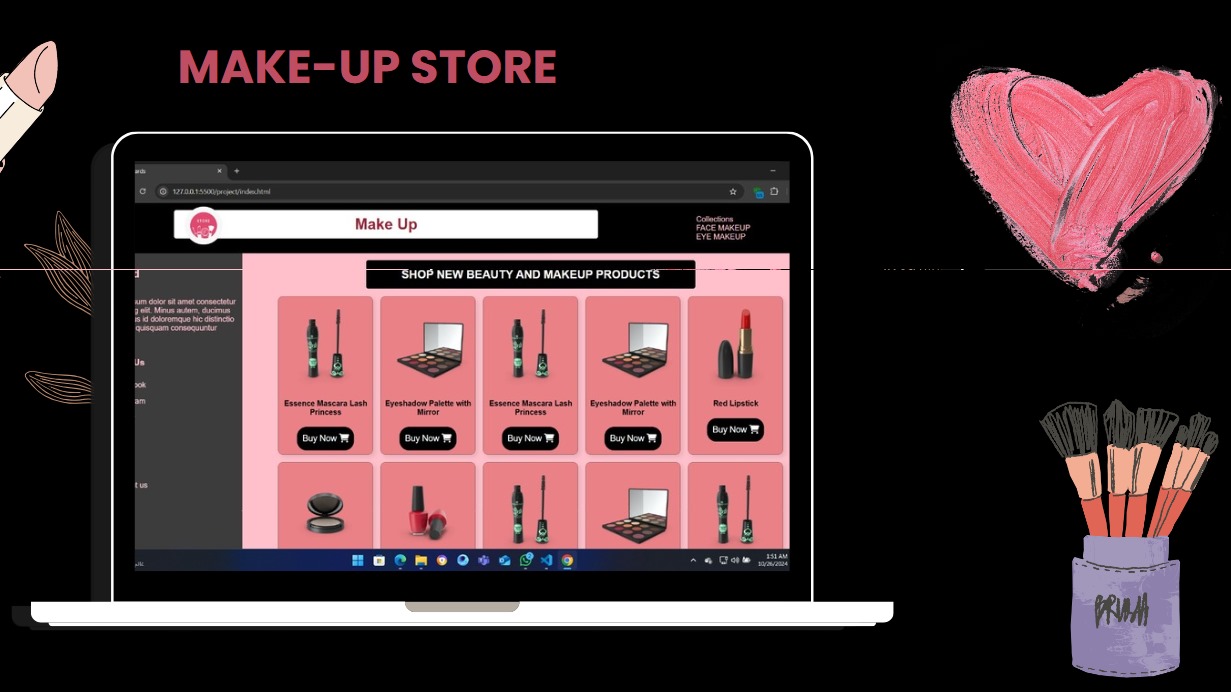 MAKE-UP STORE
ards
127.0.0.1:5500/project/index.html
Make Up
Collections
FACE MAKEUP
EYE MAKEUP
d
SHOP NEW BEAUTY AND MAKEUP PRODUCTS
um dolor sit amet consectetur
g elit. Minus autem, ducimus
us id doloremque hic distinctio
quisquam consequuntur
Us
ook
am
t us
Essence Mascara Lash
Princess
Buy Now
Eyeshadow Palette with
Mirror
Buy Now
Essence Mascara Lash
Princess
Buy Now
Eyeshadow Palette with
Mirror
Buy Now
Red Lipstick
Buy Now
1:51 AM
10/26/2024
BRUSH